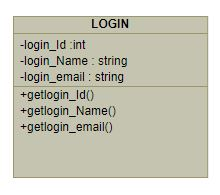 LOGIN
-login_Id :int
-login_Name : string
-login_email : string
+getlogin_Id()
+getlogin_Name()
+getlogin_email()